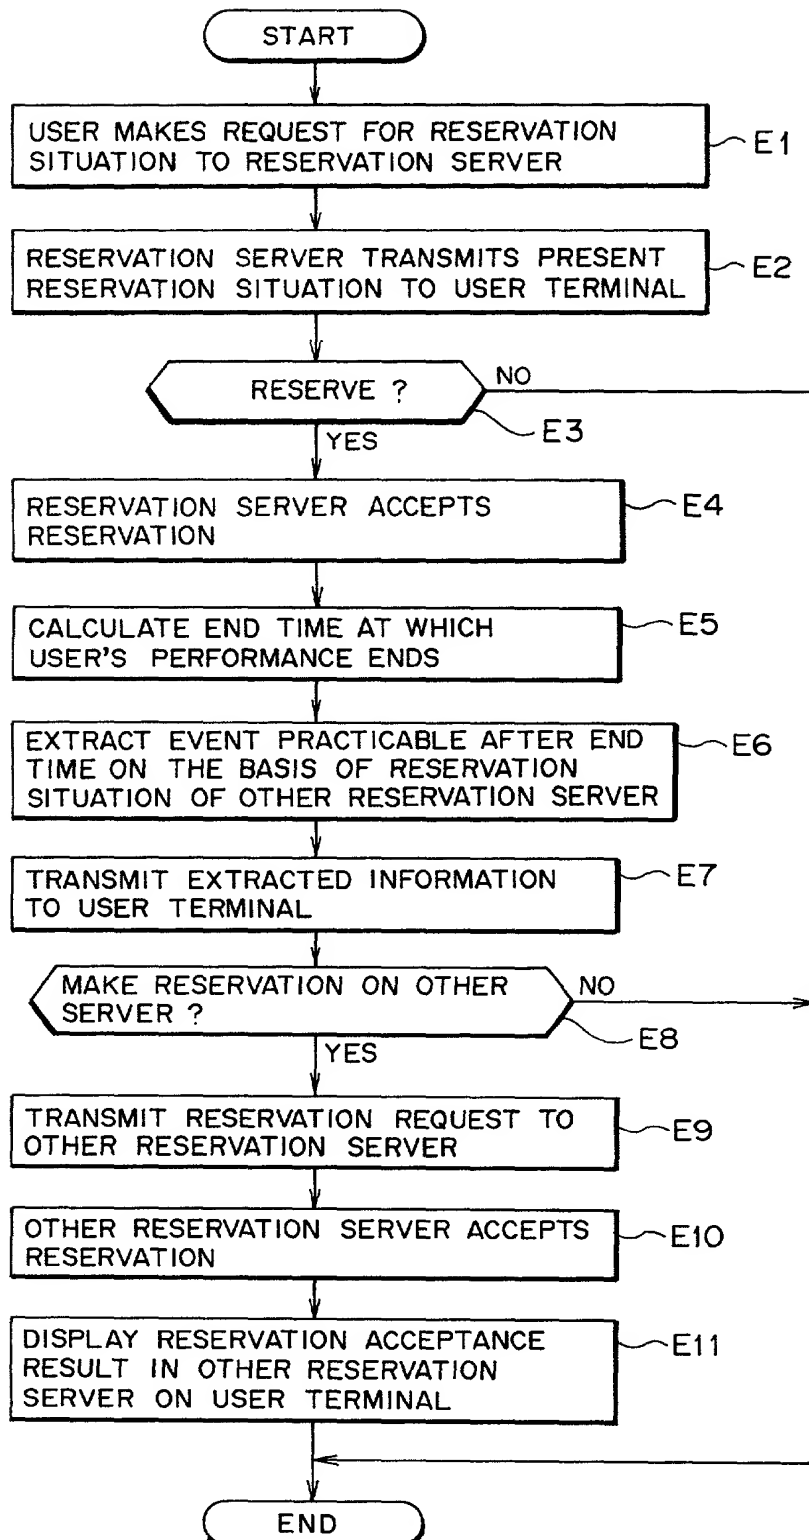 START
USER MAKES REQUEST FOR RESERVATION
SITUATION TO RESERVATION SERVER
E1
RESERVATION SERVER TRANSMITS PRESENT
RESERVATION SITUATION TO USER TERMINAL
E2
RESERVE ?
NO
E3
YES
RESERVATION SERVER ACCEPTS
RESERVATION
E4
CALCULATE END TIME AT WHICH
USER'S PERFORMANCE ENDS
E5
EXTRACT EVENT PRACTICABLE AFTER END
TIME ON THE BASIS OF RESERVATION
SITUATION OF OTHER RESERVATION SERVER
E6
TRANSMIT EXTRACTED INFORMATION
TO USER TERMINAL
E7
MAKE RESERVATION ON OTHER
SERVER ?
NO
E8
YES
TRANSMIT RESERVATION REQUEST TO
OTHER RESERVATION SERVER
E9
OTHER RESERVATION SERVER ACCEPTS
RESERVATION
E10
DISPLAY RESERVATION ACCEPTANCE
RESULT IN OTHER RESERVATION
SERVER ON USER TERMINAL
E11
END